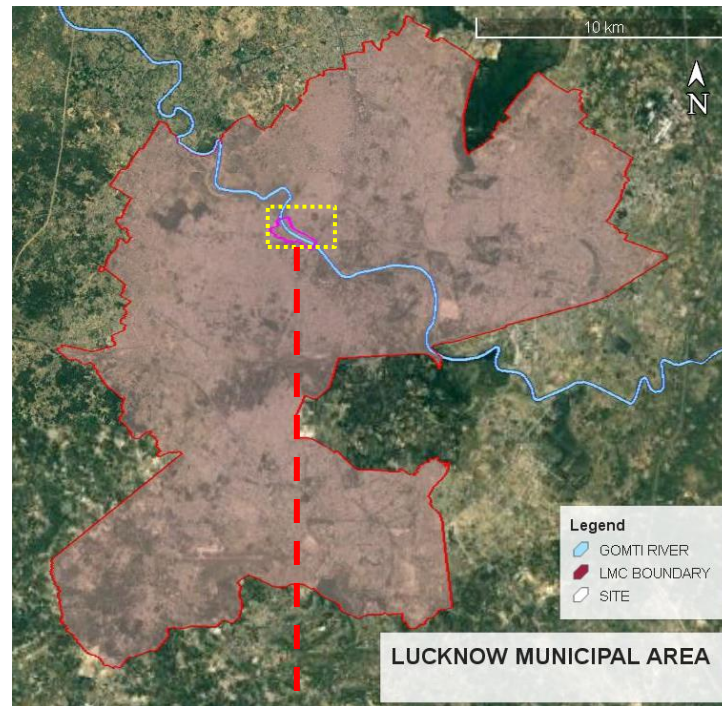 10 km
N
Legend
GOMTI RIVER
LMC BOUNDARY
SITE
LUCKNOW MUNICIPAL AREA